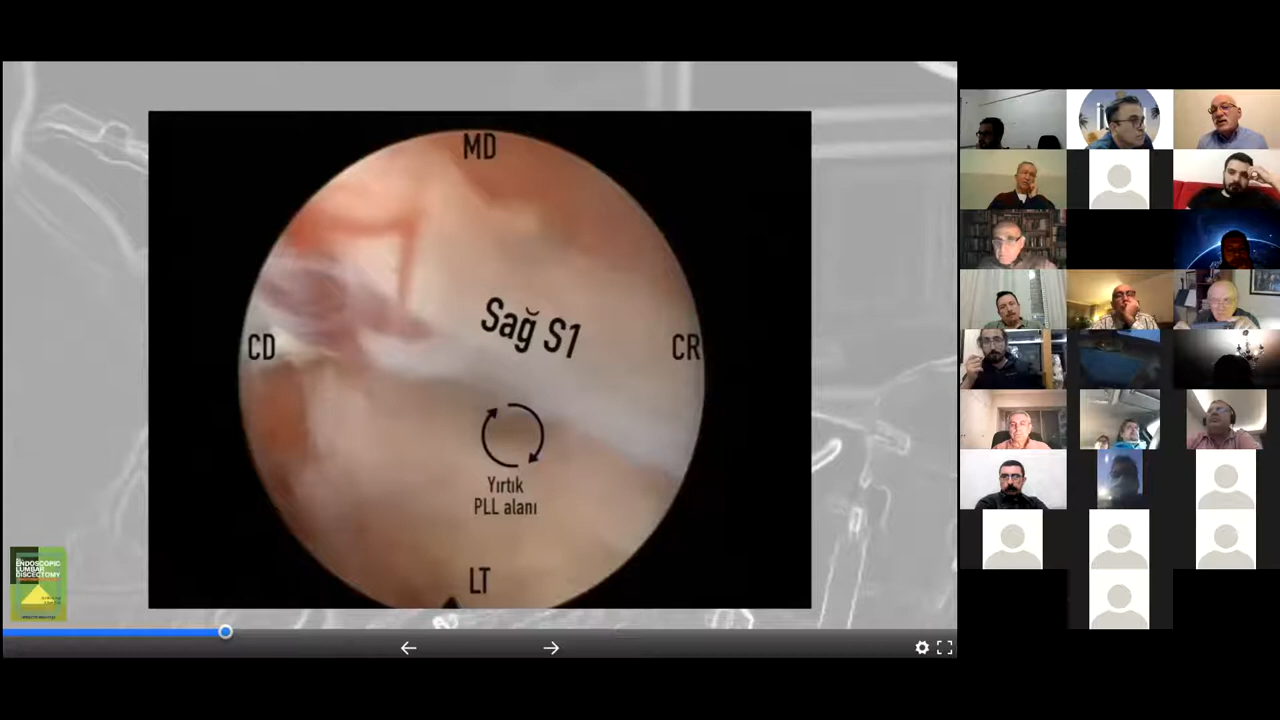 MD
Sağ S1
CD
CR
Yırtık
PLL alanı
LT
ENDOSCOPIC
LUMBAR
DISCECTOMY